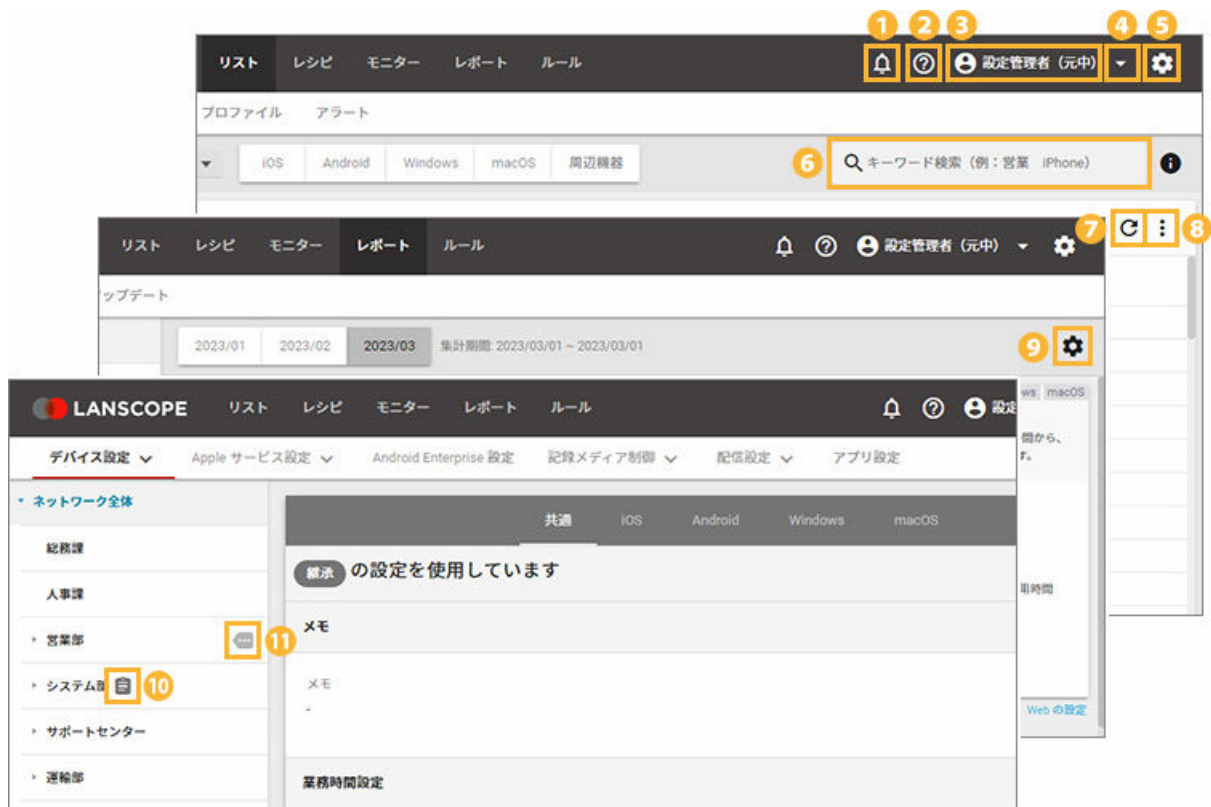 1 2 3 4 5
リスト レシピ モニター レポート ルール 設定管理者（元中）
プロファイル アラート
iOS Android Windows macOS 周辺機器 6 キーワード検索（例：営業 iPhone）
7 8
リスト レシピ モニター レポート ルール 設定管理者（元中）
ップデート
2023/01 2023/02 2023/03 集計期間: 2023/03/01 ~ 2023/03/01 9
ws macOS
間から、
す。
用時間
Web の設定
LANSCOPE リスト レシピ モニター レポート ルール 設定
デバイス設定 Apple サービス設定 Android Enterprise 設定 記録メディア制御 配信設定 アプリ設定
ネットワーク全体
総務課
人事課
営業部 11
システム部 10
サポートセンター
運輸部
共通 iOS Android Windows macOS
継承 の設定を使用しています
メモ
メモ
-
業務時間設定